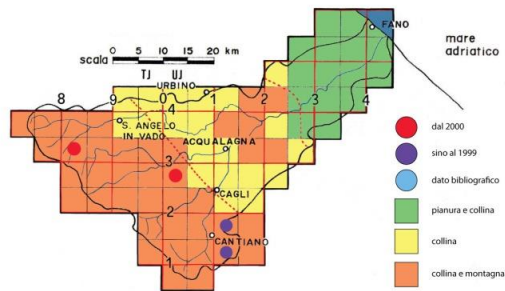 FANO
mare
adriatico
scala 0 5 10 15 20 km
TJ UJ
URBINO
8 9 0 1 2 3 4
4
S. ANGELO
IN VADO
ACQUALAGNA
3
CAGLI
2
CANTIANO
1
dal 2000
sino al 1999
dato bibliografico
pianura e collina
collina
collina e montagna